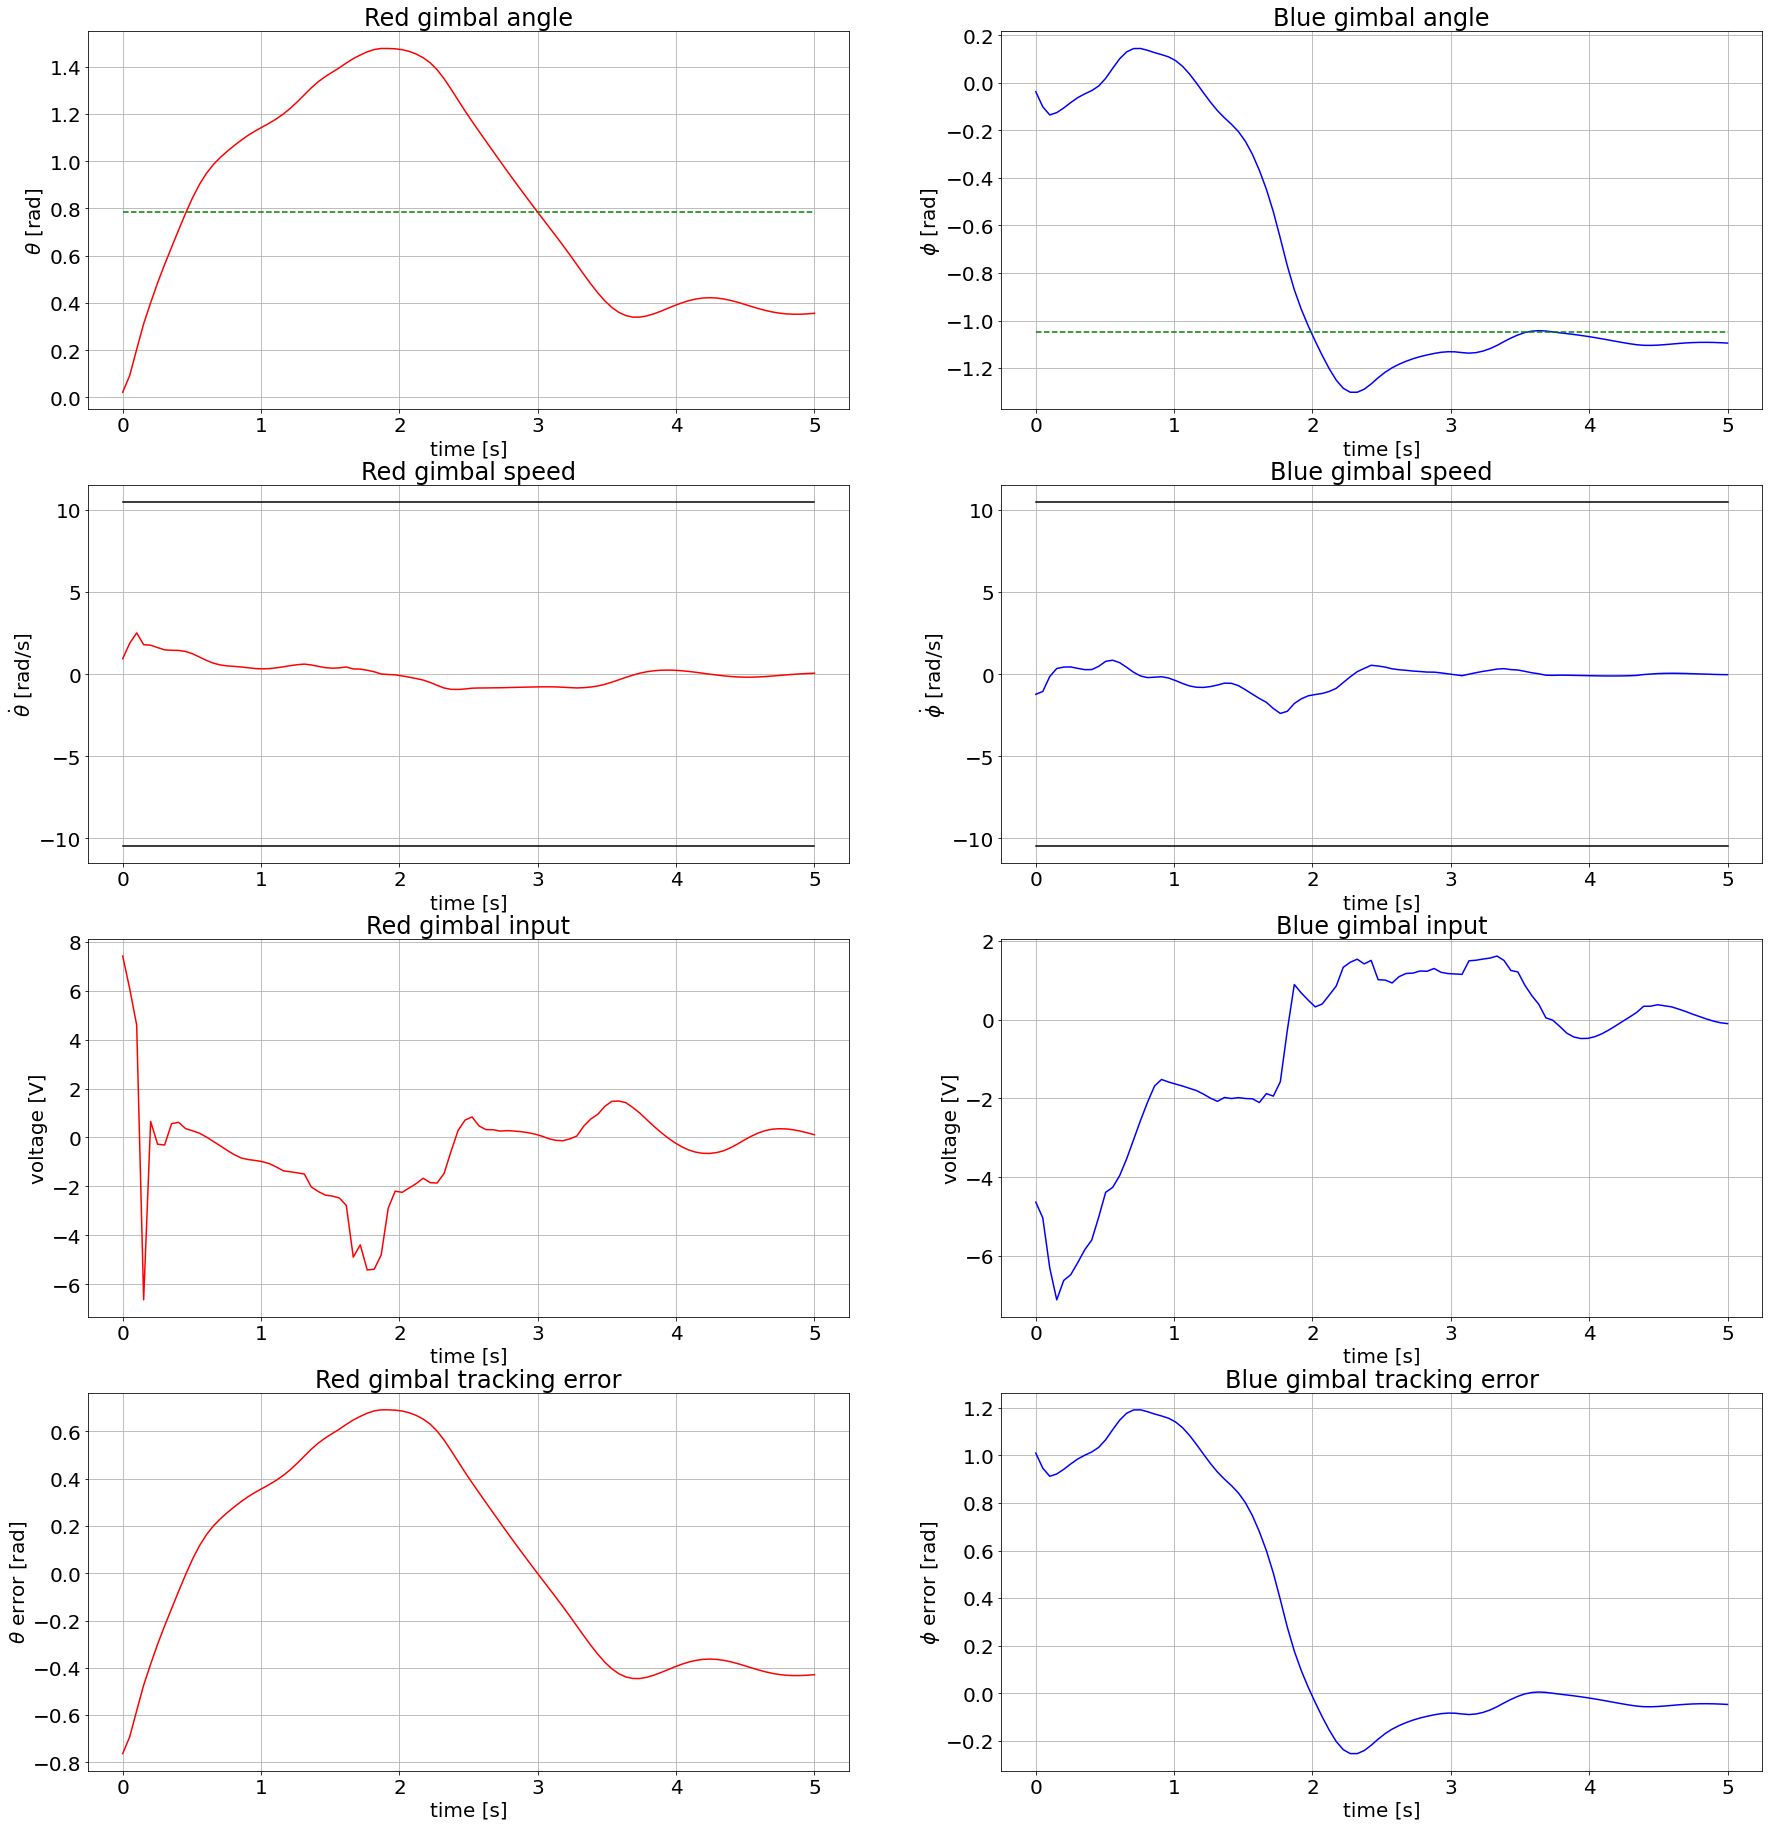 Red gimbal angle
1.4
1.2
1.0
0.8
0.6
0.4
0.2
0.0
θ [rad]
0 1 2 3 4 5
time [s]
Blue gimbal angle
0.2
0.0
−0.2
−0.4
−0.6
−0.8
−1.0
−1.2
ϕ [rad]
0 1 2 3 4 5
time [s]
Red gimbal speed
10
5
0
−5
−10
θ̇ [rad/s]
0 1 2 3 4 5
time [s]
Blue gimbal speed
10
5
0
−5
−10
ϕ̇ [rad/s]
0 1 2 3 4 5
time [s]
Red gimbal input
8
6
4
2
0
−2
−4
−6
voltage [V]
0 1 2 3 4 5
time [s]
Blue gimbal input
2
0
−2
−4
−6
voltage [V]
0 1 2 3 4 5
time [s]
Red gimbal tracking error
0.6
0.4
0.2
0.0
−0.2
−0.4
−0.6
−0.8
θ error [rad]
0 1 2 3 4 5
time [s]
Blue gimbal tracking error
1.2
1.0
0.8
0.6
0.4
0.2
0.0
−0.2
ϕ error [rad]
0 1 2 3 4 5
time [s]